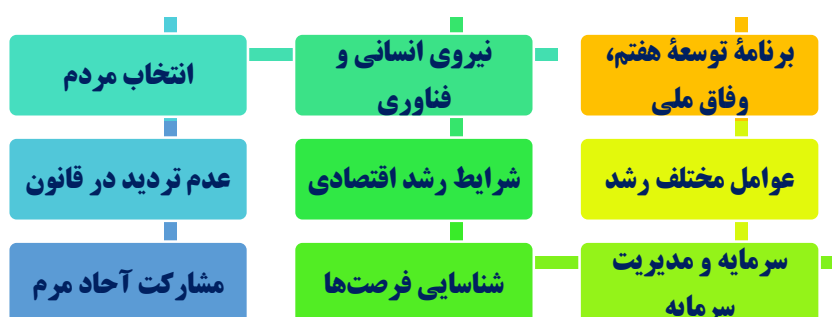 برنامهٔ توسعهٔ هفتم،
وفاق ملی
عوامل مختلف رشد
سرمایه و مدیریت
سرمایه
نیروی انسانی و
فناوری
شرایط رشد اقتصادی
شناسایی فرصت‌ها
انتخاب مردم
عدم تردید در قانون
مشارکت آحاد مرم